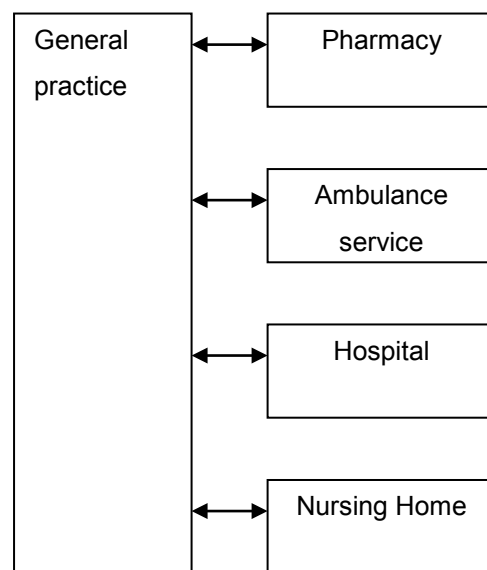 General
practice
Pharmacy
Ambulance
service
Hospital
Nursing Home